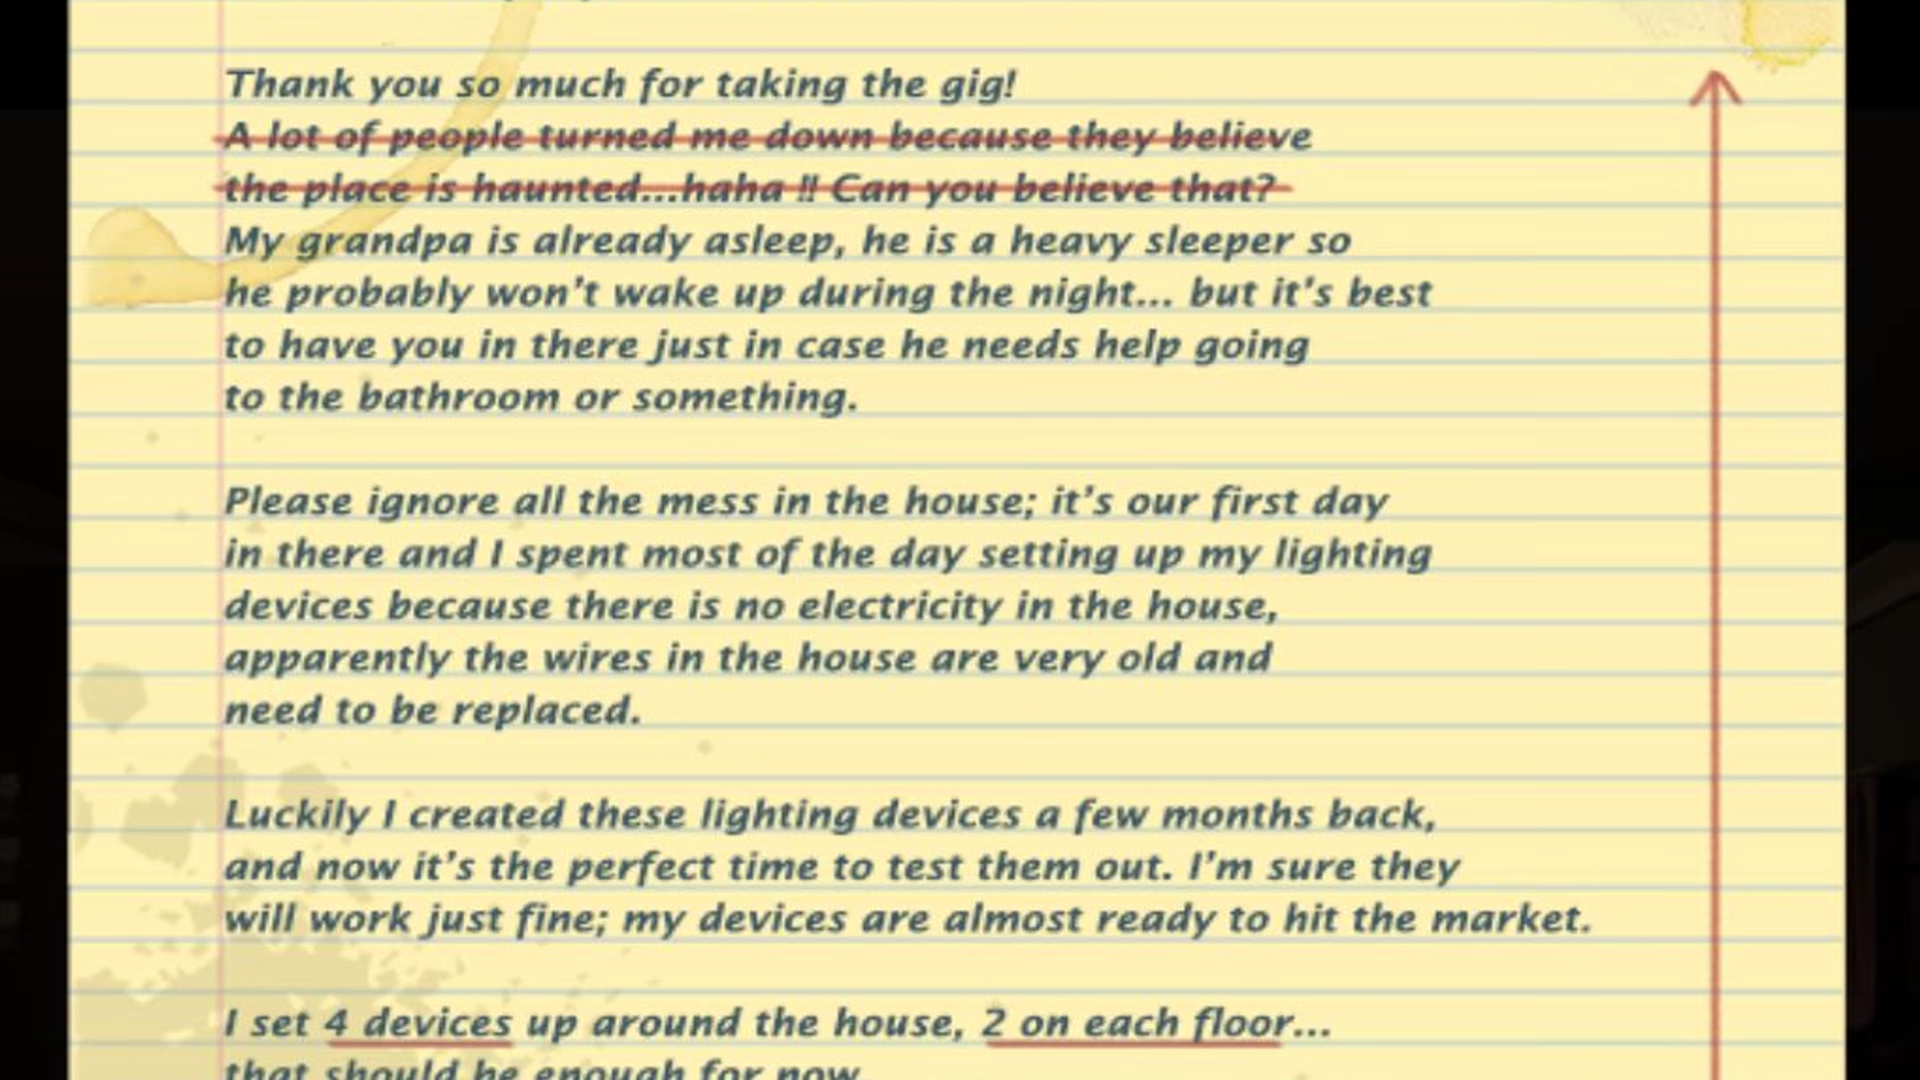 Thank you so much for taking the gig!
A lot of people turned me down because they believe
the place is haunted...haha !! Can you believe that?
My grandpa is already asleep, he is a heavy sleeper so
he probably won't wake up during the night... but it's best
to have you in there just in case he needs help going
to the bathroom or something.
Please ignore all the mess in the house; it's our first day
in there and I spent most of the day setting up my lighting
devices because there is no electricity in the house,
apparently the wires in the house are very old and
need to be replaced.
Luckily I created these lighting devices a few months back,
and now it's the perfect time to test them out. I'm sure they
will work just fine; my devices are almost ready to hit the market.
I set 4 devices up around the house, 2 on each floor...
that should be enough for now